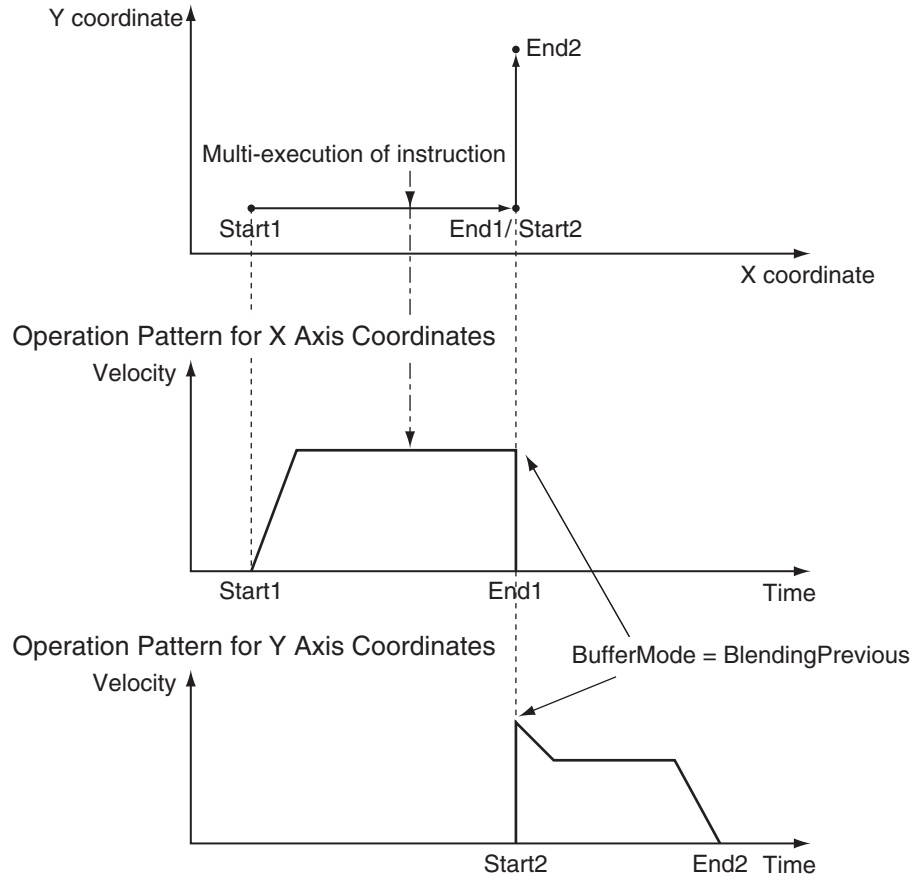 Y coordinate
End2
Multi-execution of instruction
Start1
End1/ Start2
X coordinate
Operation Pattern for X Axis Coordinates
Velocity
Start1
End1
Time
Operation Pattern for Y Axis Coordinates
BufferMode = BlendingPrevious
Velocity
Start2
End2
Time